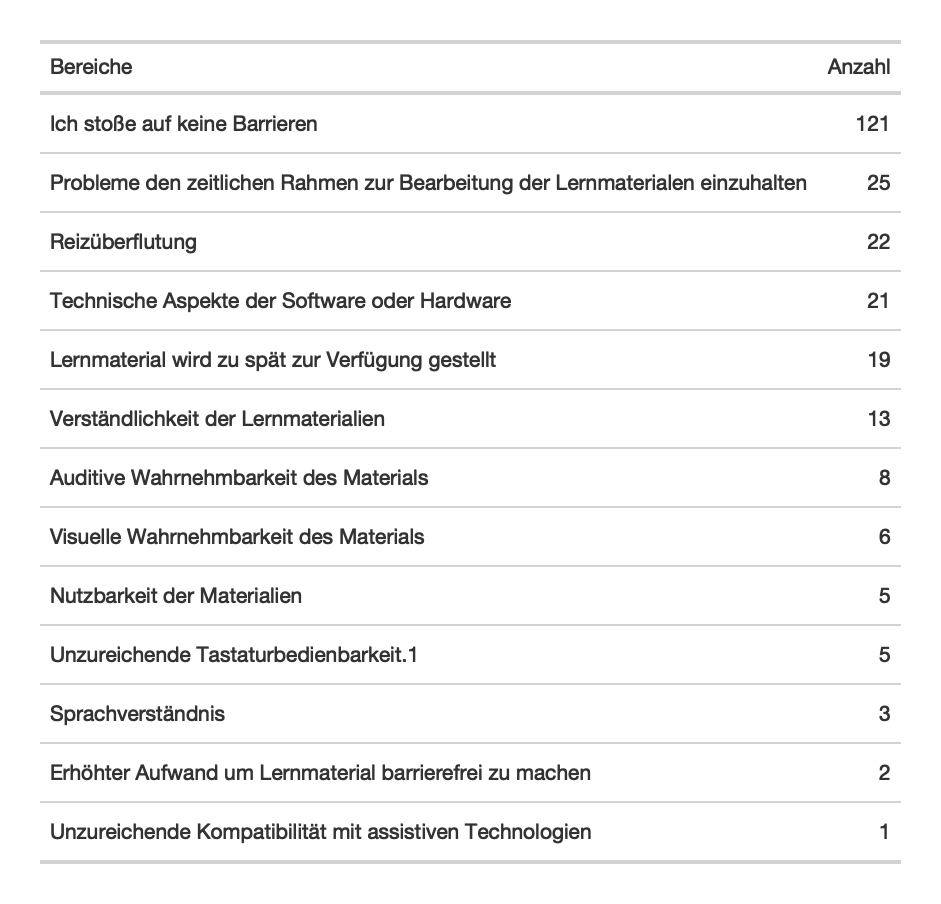 Bereiche Anzahl
Ich stoße auf keine Barrieren 121
Probleme den zeitlichen Rahmen zur Bearbeitung der Lernmaterialen einzuhalten 25
Reizüberflutung 22
Technische Aspekte der Software oder Hardware 21
Lernmaterial wird zu spät zur Verfügung gestellt 19
Verständlichkeit der Lernmaterialien 13
Auditive Wahrnehmbarkeit des Materials 8
Visuelle Wahrnehmbarkeit des Materials 6
Nutzbarkeit der Materialien 5
Unzureichende Tastaturbedienbarkeit.1 5
Sprachverständnis 3
Erhöhter Aufwand um Lernmaterial barrierefrei zu machen 2
Unzureichende Kompatibilität mit assistiven Technologien 1